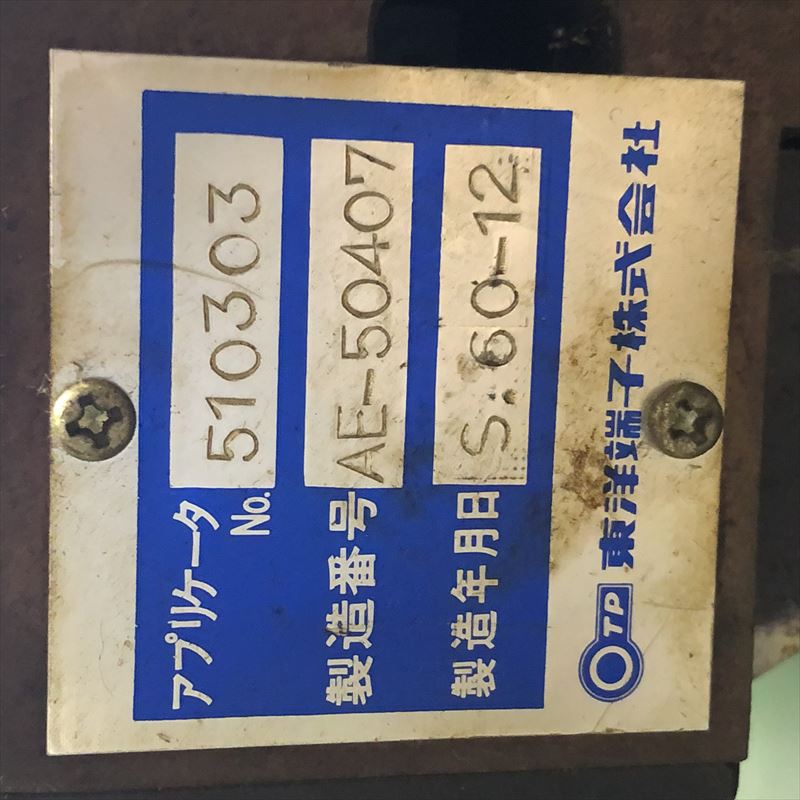 アプリケータ No. 510303
製造番号 AE-50407
製造年月日 S.60-12
OTP 東洋端子株式会社